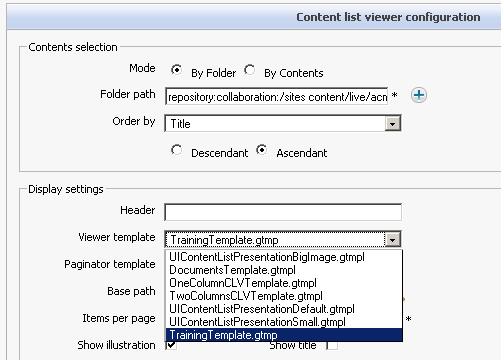 Content list viewer configuration
Contents selection
Mode By Folder By Contents
Folder path repository:collaboration:/sites content/live/acn *
Order by Title
Descendant Ascendant
Display settings
Header
Viewer template TrainingTemplate.gtmp
Paginator template UIContentListPresentationBigImage.gtmpl
DocumentsTemplate.gtmpl
Base path OneColumnCLVTemplate.gtmpl
TwoColumnsCLVTemplate.gtmpl
UIContentListPresentationDefault.gtmpl
Items per page UIContentListPresentationSmall.gtmpl *
TrainingTemplate.gtmp
Show illustration Show title